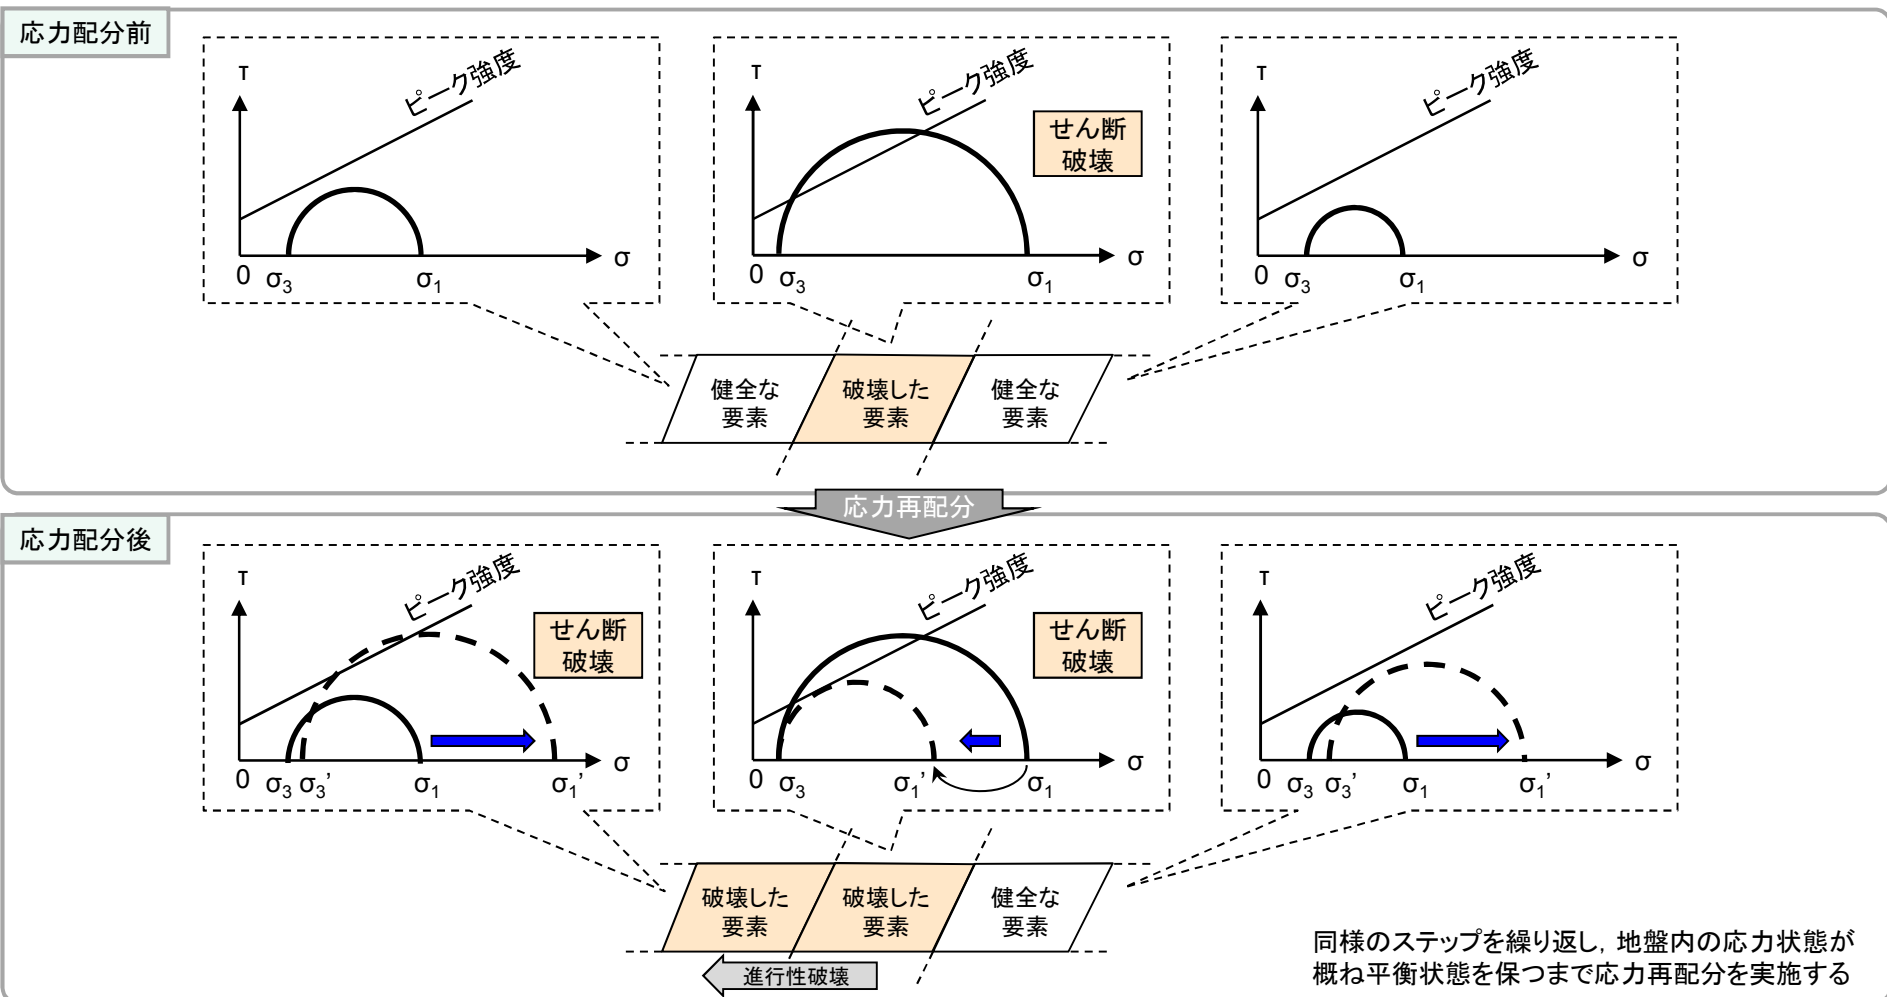 応力配分前
τ
ピーク強度
0
σ3
σ1
σ
τ
ピーク強度
せん断
破壊
0
σ3
σ1
σ
τ
ピーク強度
0
σ3
σ1
σ
健全な
要素
破壊した
要素
健全な
要素
応力再配分
応力配分後
τ
ピーク強度
せん断
破壊
0
σ3
σ3’
σ1
σ1’
σ
τ
ピーク強度
せん断
破壊
0
σ3
σ1’
σ1
σ
τ
ピーク強度
0
σ3
σ3’
σ1
σ1’
σ
破壊した
要素
破壊した
要素
健全な
要素
進行性破壊
同様のステップを繰り返し，地盤内の応力状態が
概ね平衡状態を保つまで応力再配分を実施する